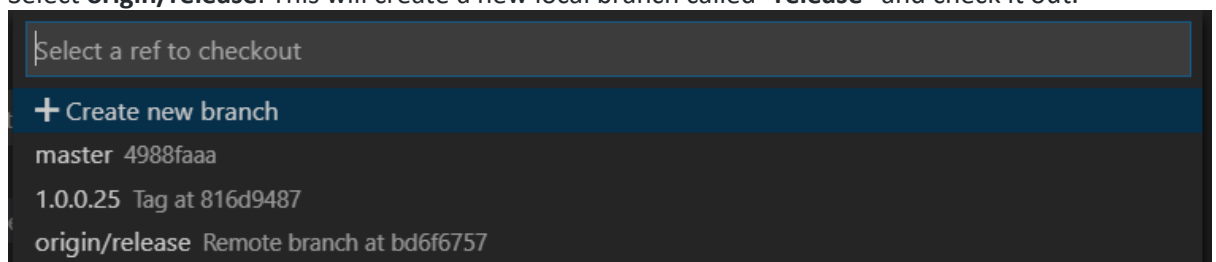 Select origin/release. This will create a new local branch called "release" and check it out.
Select a ref to checkout
+ Create new branch
master 4988faaa
1.0.0.25 Tag at 816d9487
origin/release Remote branch at bd6f6757